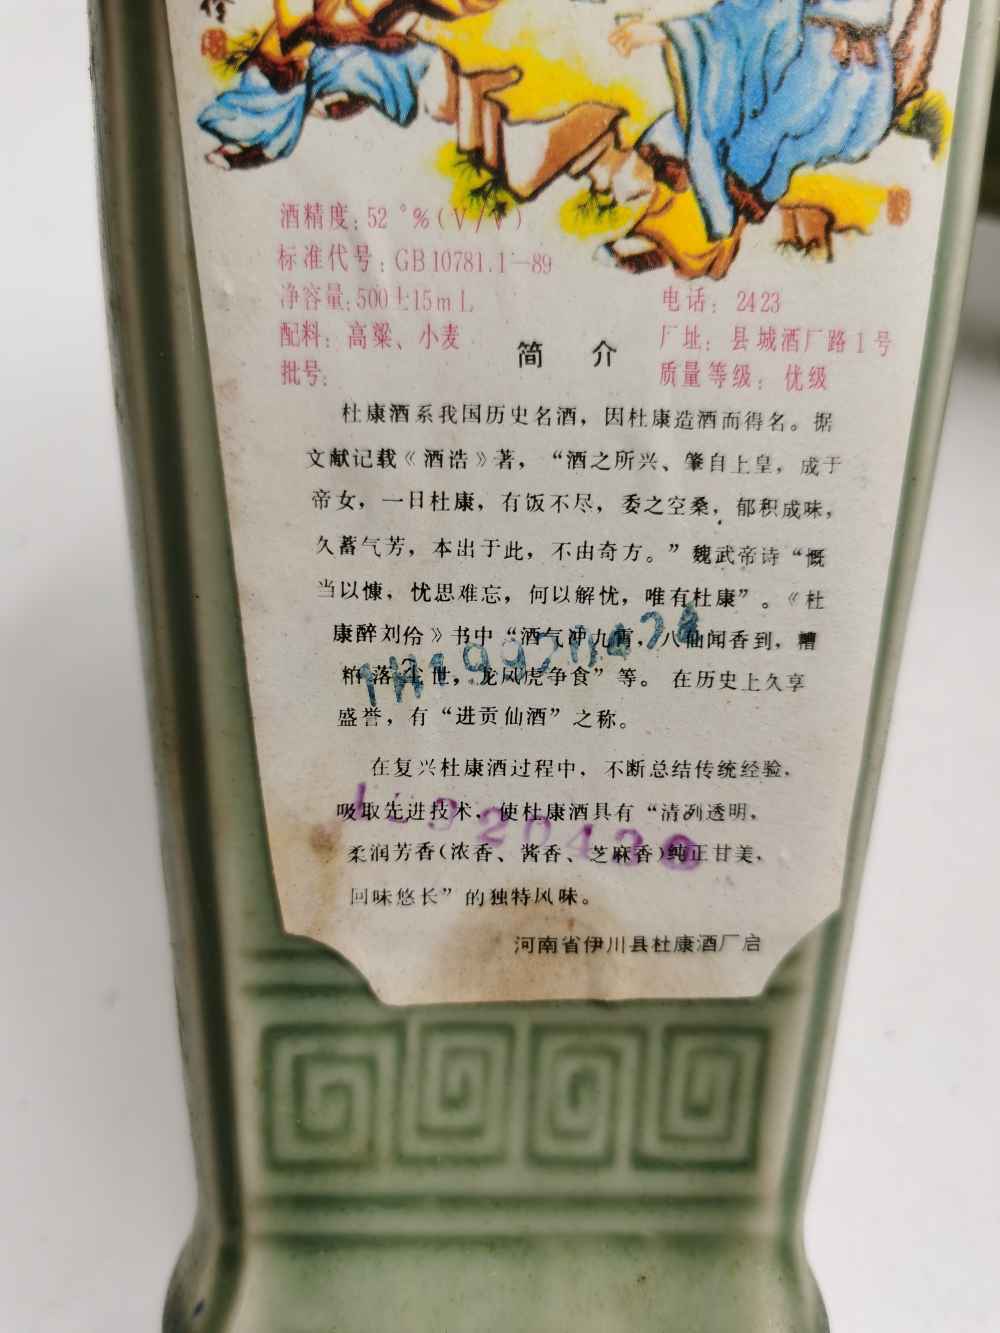 酒精度:52°%(V/V)
标准代号:GB10781.1—89
净容量:500±15mL
电话:2423
配料:高粱、小麦
厂址:县城酒厂路1号
批号:
质量等级:优级
简介
杜康酒系我国历史名酒，因杜康造酒而得名。据
文献记载《酒浩》著，“酒之所兴、肇自上皇，成于
帝女，一日杜康，有饭不尽，委之空桑，郁积成味，
久蓄气芳，本出于此，不由奇方。”魏武帝诗“慨
当以慷，忧思难忘，何以解忧，唯有杜康”。《杜
康醉刘伶》书中“酒气冲九霄，八仙闻香到，糟
粕落尘世，龙凤虎争食”等。在历史上久享
盛誉，有“进贡仙酒”之称。
在复兴杜康酒过程中，不断总结传统经验，
吸取先进技术，使杜康酒具有“清冽透明，
柔润芳香(浓香、酱香、芝麻香)纯正甘美，
回味悠长”的独特风味。
19920430
河南省伊川县杜康酒厂启